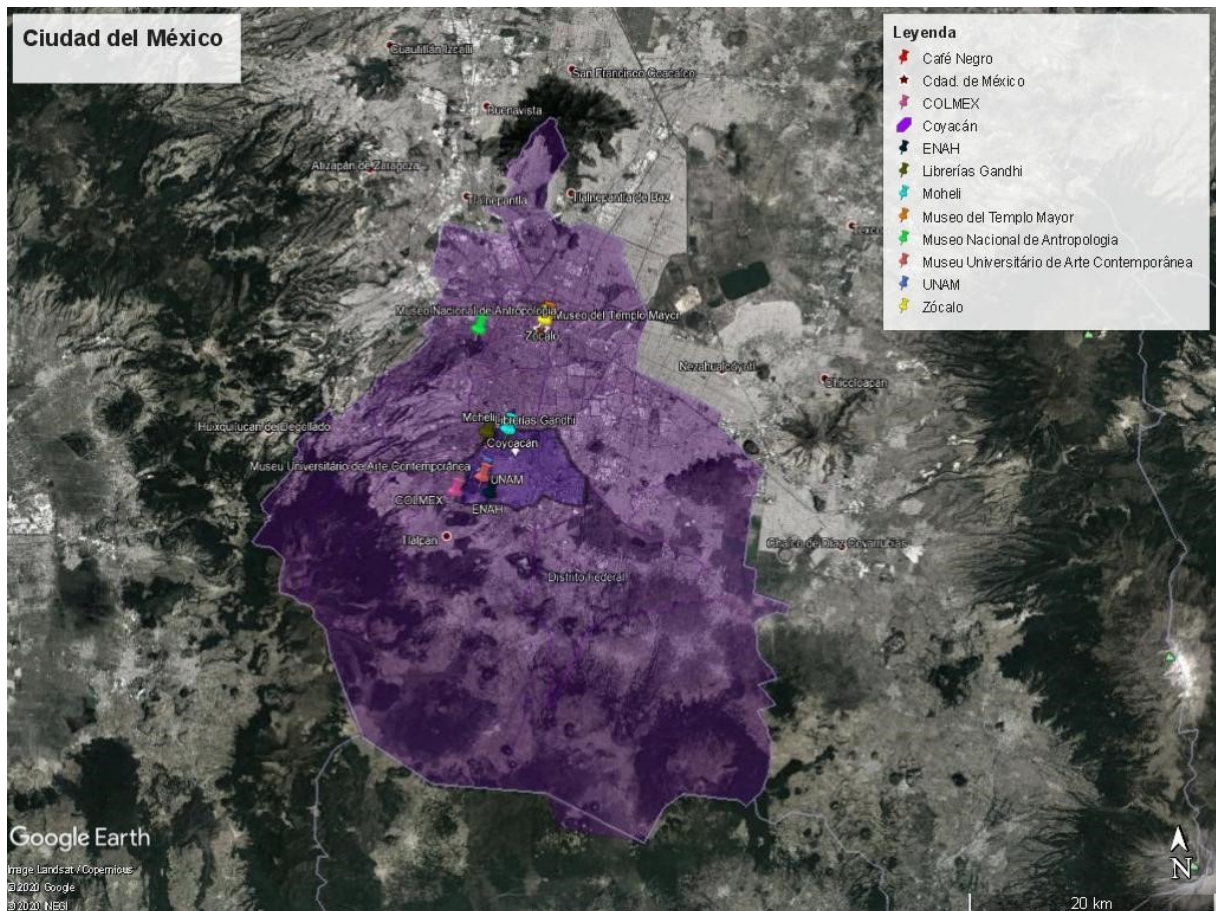 Ciudad del México
Leyenda
Café Negro
Cdad. de México
COLMEX
Coyacán
ENAH
Librerías Gandhi
Moheli
Museo del Templo Mayor
Museo Nacional de Antropologia
Museu Universitário de Arte Contemporânea
UNAM
Zócalo
Cuautitlán Izcalli
San Francisco Coacalco
Buenavista
Atizapán de Zaragoza
Tlalnepantla
Tlalnepantla de Baz
Museo Nacional de Antropologia
Museo del Templo Mayor
Zócalo
Nezahualcóyotl
Chicoloapan
Huixquilucan de Degollado
Moheli
Librerías Gandhi
Coyoacán
Museu Universitário de Arte Contemporânea
UNAM
COLMEX
ENAH
Tlalpan
Chalco de Díaz Covarrubias
Distrito Federal
Google Earth
Image Landsat / Copernicus
© 2020 Google
© 2020 INEGI
N
20 km